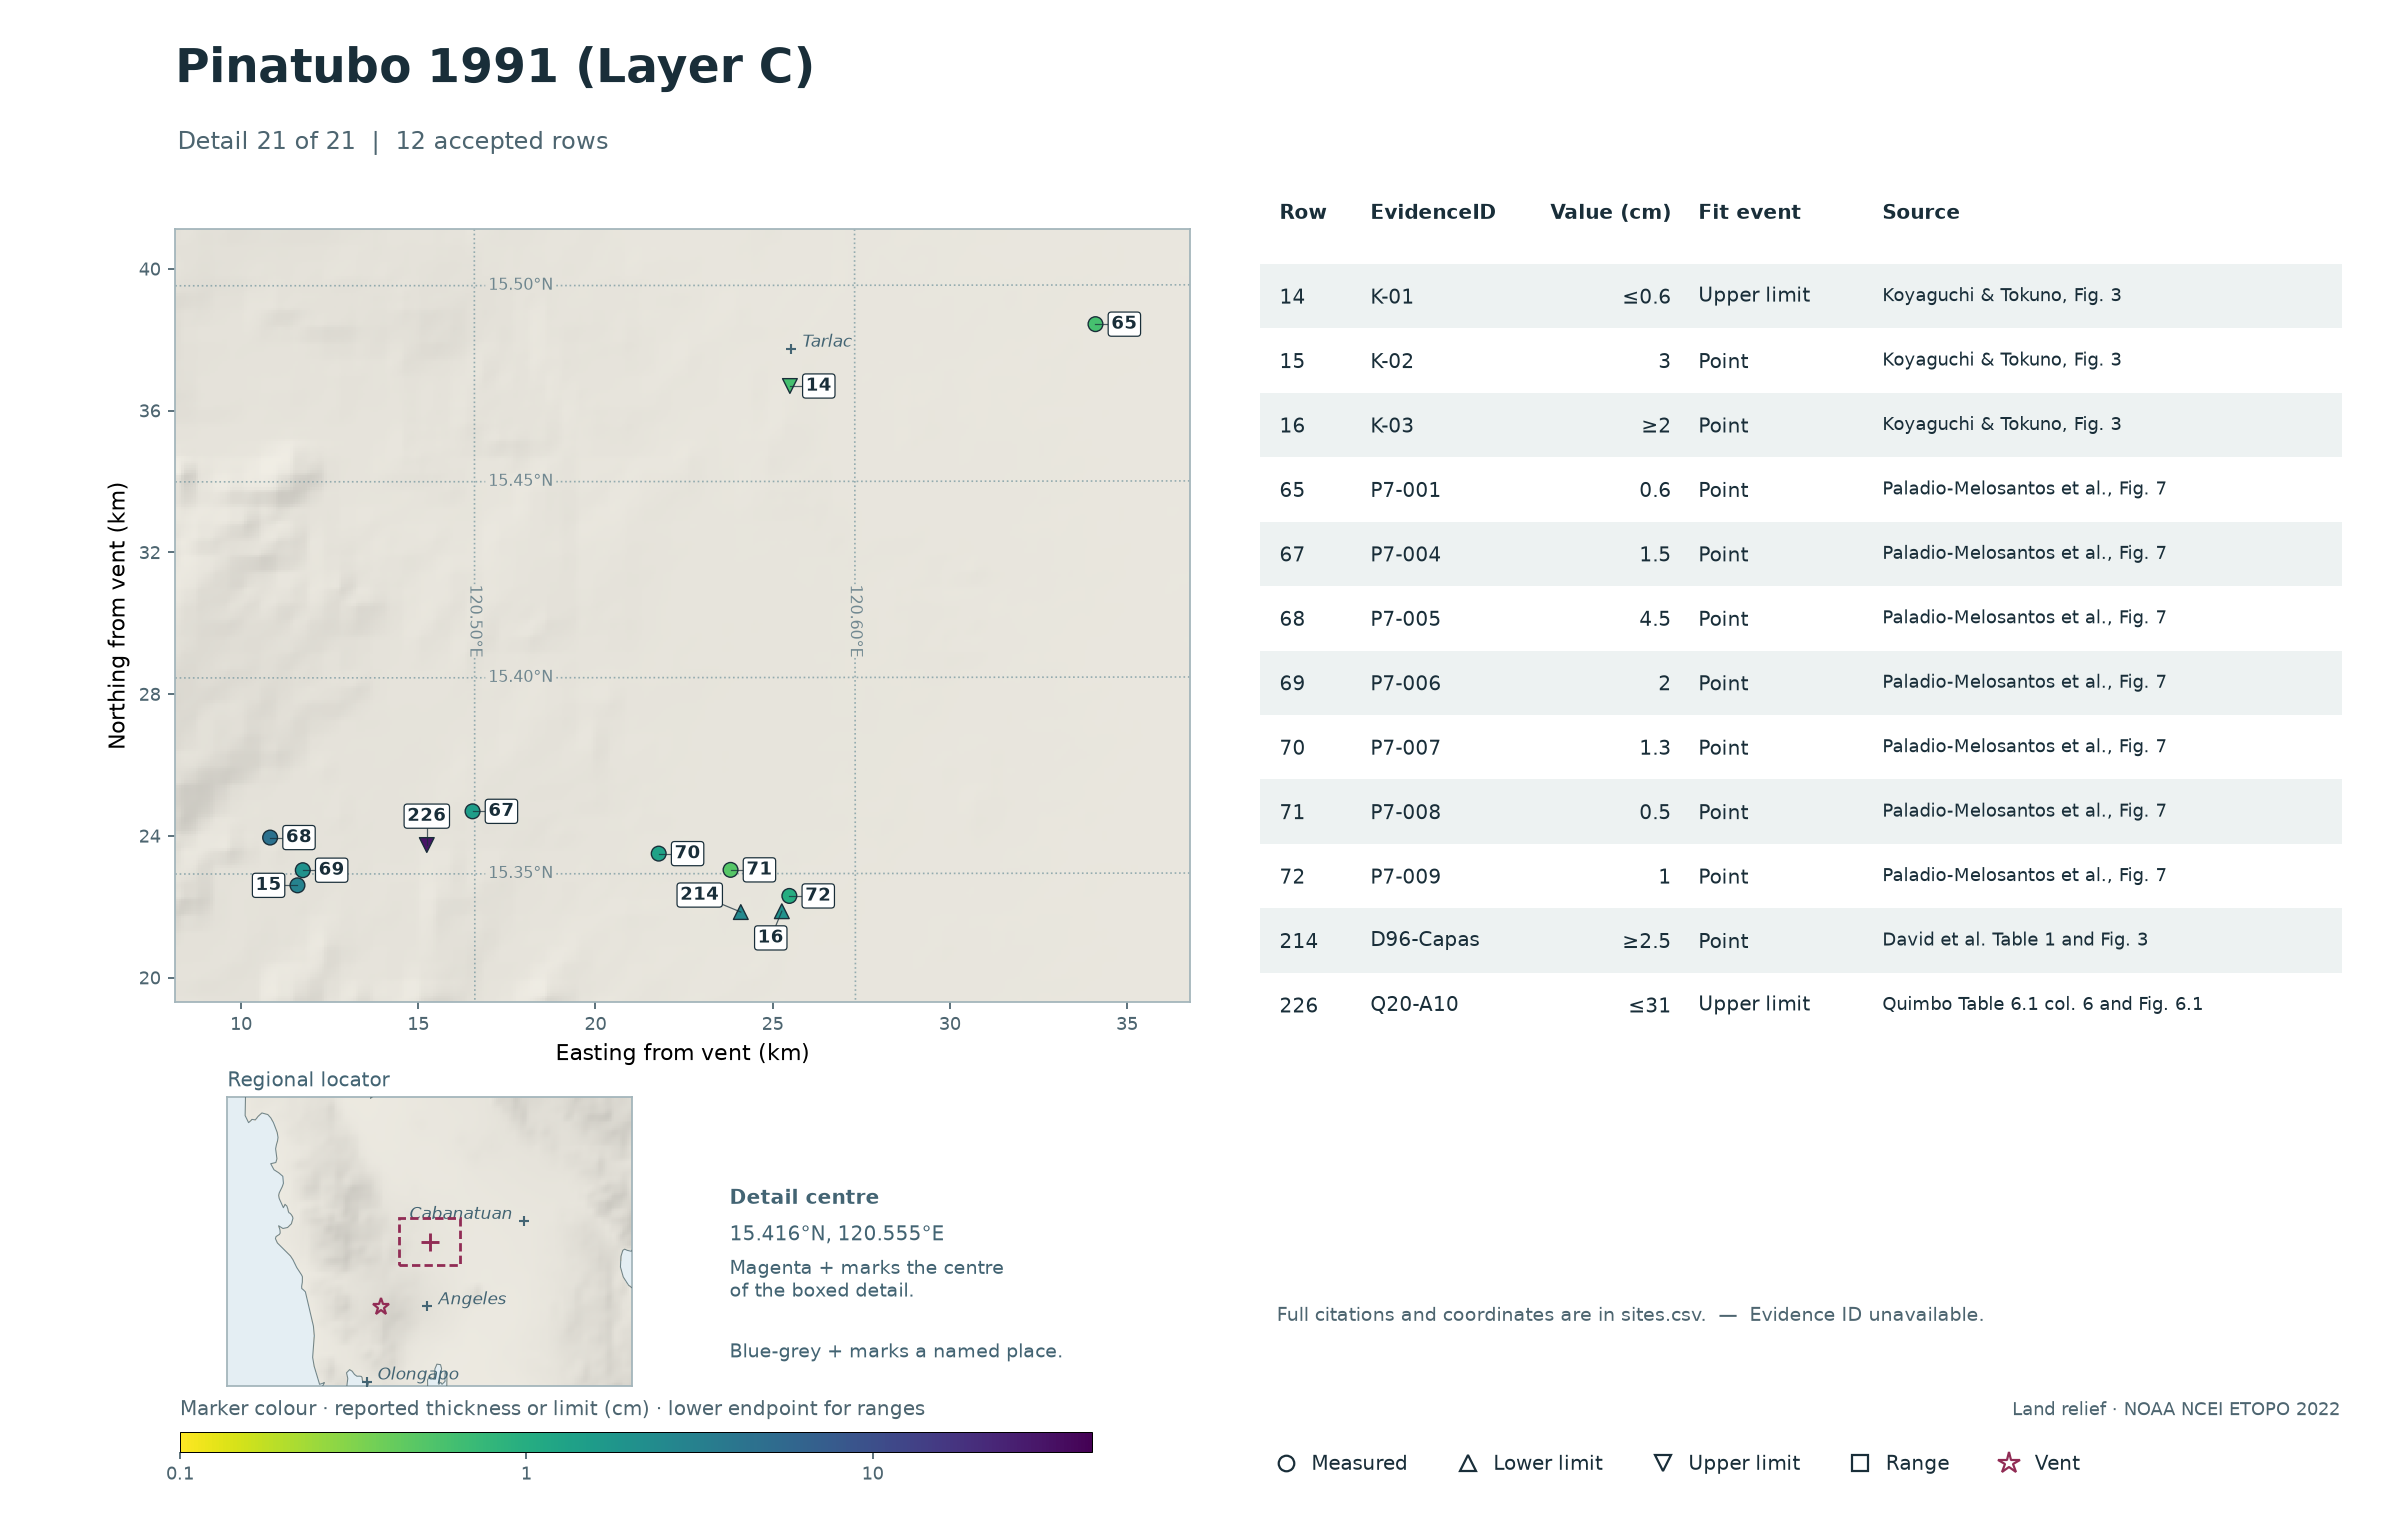 Pinatubo 1991 (Layer C)
Detail 21 of 21 | 12 accepted rows
Northing from vent (km)
40
36
32
28
24
20
15.50°N
15.45°N
15.40°N
15.35°N
120.50°E
120.60°E
Tarlac
65
14
226
67
68
69
15
70
71
214
72
16
10 15 20 25 30 35
Easting from vent (km)
Row EvidenceID Value (cm) Fit event Source
14 K-01 ≤0.6 Upper limit Koyaguchi & Tokuno, Fig. 3
15 K-02 3 Point Koyaguchi & Tokuno, Fig. 3
16 K-03 ≥2 Point Koyaguchi & Tokuno, Fig. 3
65 P7-001 0.6 Point Paladio-Melosantos et al., Fig. 7
67 P7-004 1.5 Point Paladio-Melosantos et al., Fig. 7
68 P7-005 4.5 Point Paladio-Melosantos et al., Fig. 7
69 P7-006 2 Point Paladio-Melosantos et al., Fig. 7
70 P7-007 1.3 Point Paladio-Melosantos et al., Fig. 7
71 P7-008 0.5 Point Paladio-Melosantos et al., Fig. 7
72 P7-009 1 Point Paladio-Melosantos et al., Fig. 7
214 D96-Capas ≥2.5 Point David et al. Table 1 and Fig. 3
226 Q20-A10 ≤31 Upper limit Quimbo Table 6.1 col. 6 and Fig. 6.1
Regional locator
Cabanatuan
Angeles
Olongapo
Detail centre
15.416°N, 120.555°E
Magenta + marks the centre
of the boxed detail.
Blue-grey + marks a named place.
Full citations and coordinates are in sites.csv. — Evidence ID unavailable.
Marker colour · reported thickness or limit (cm) · lower endpoint for ranges
0.1 1 10
Land relief · NOAA NCEI ETOPO 2022
Measured Lower limit Upper limit Range Vent